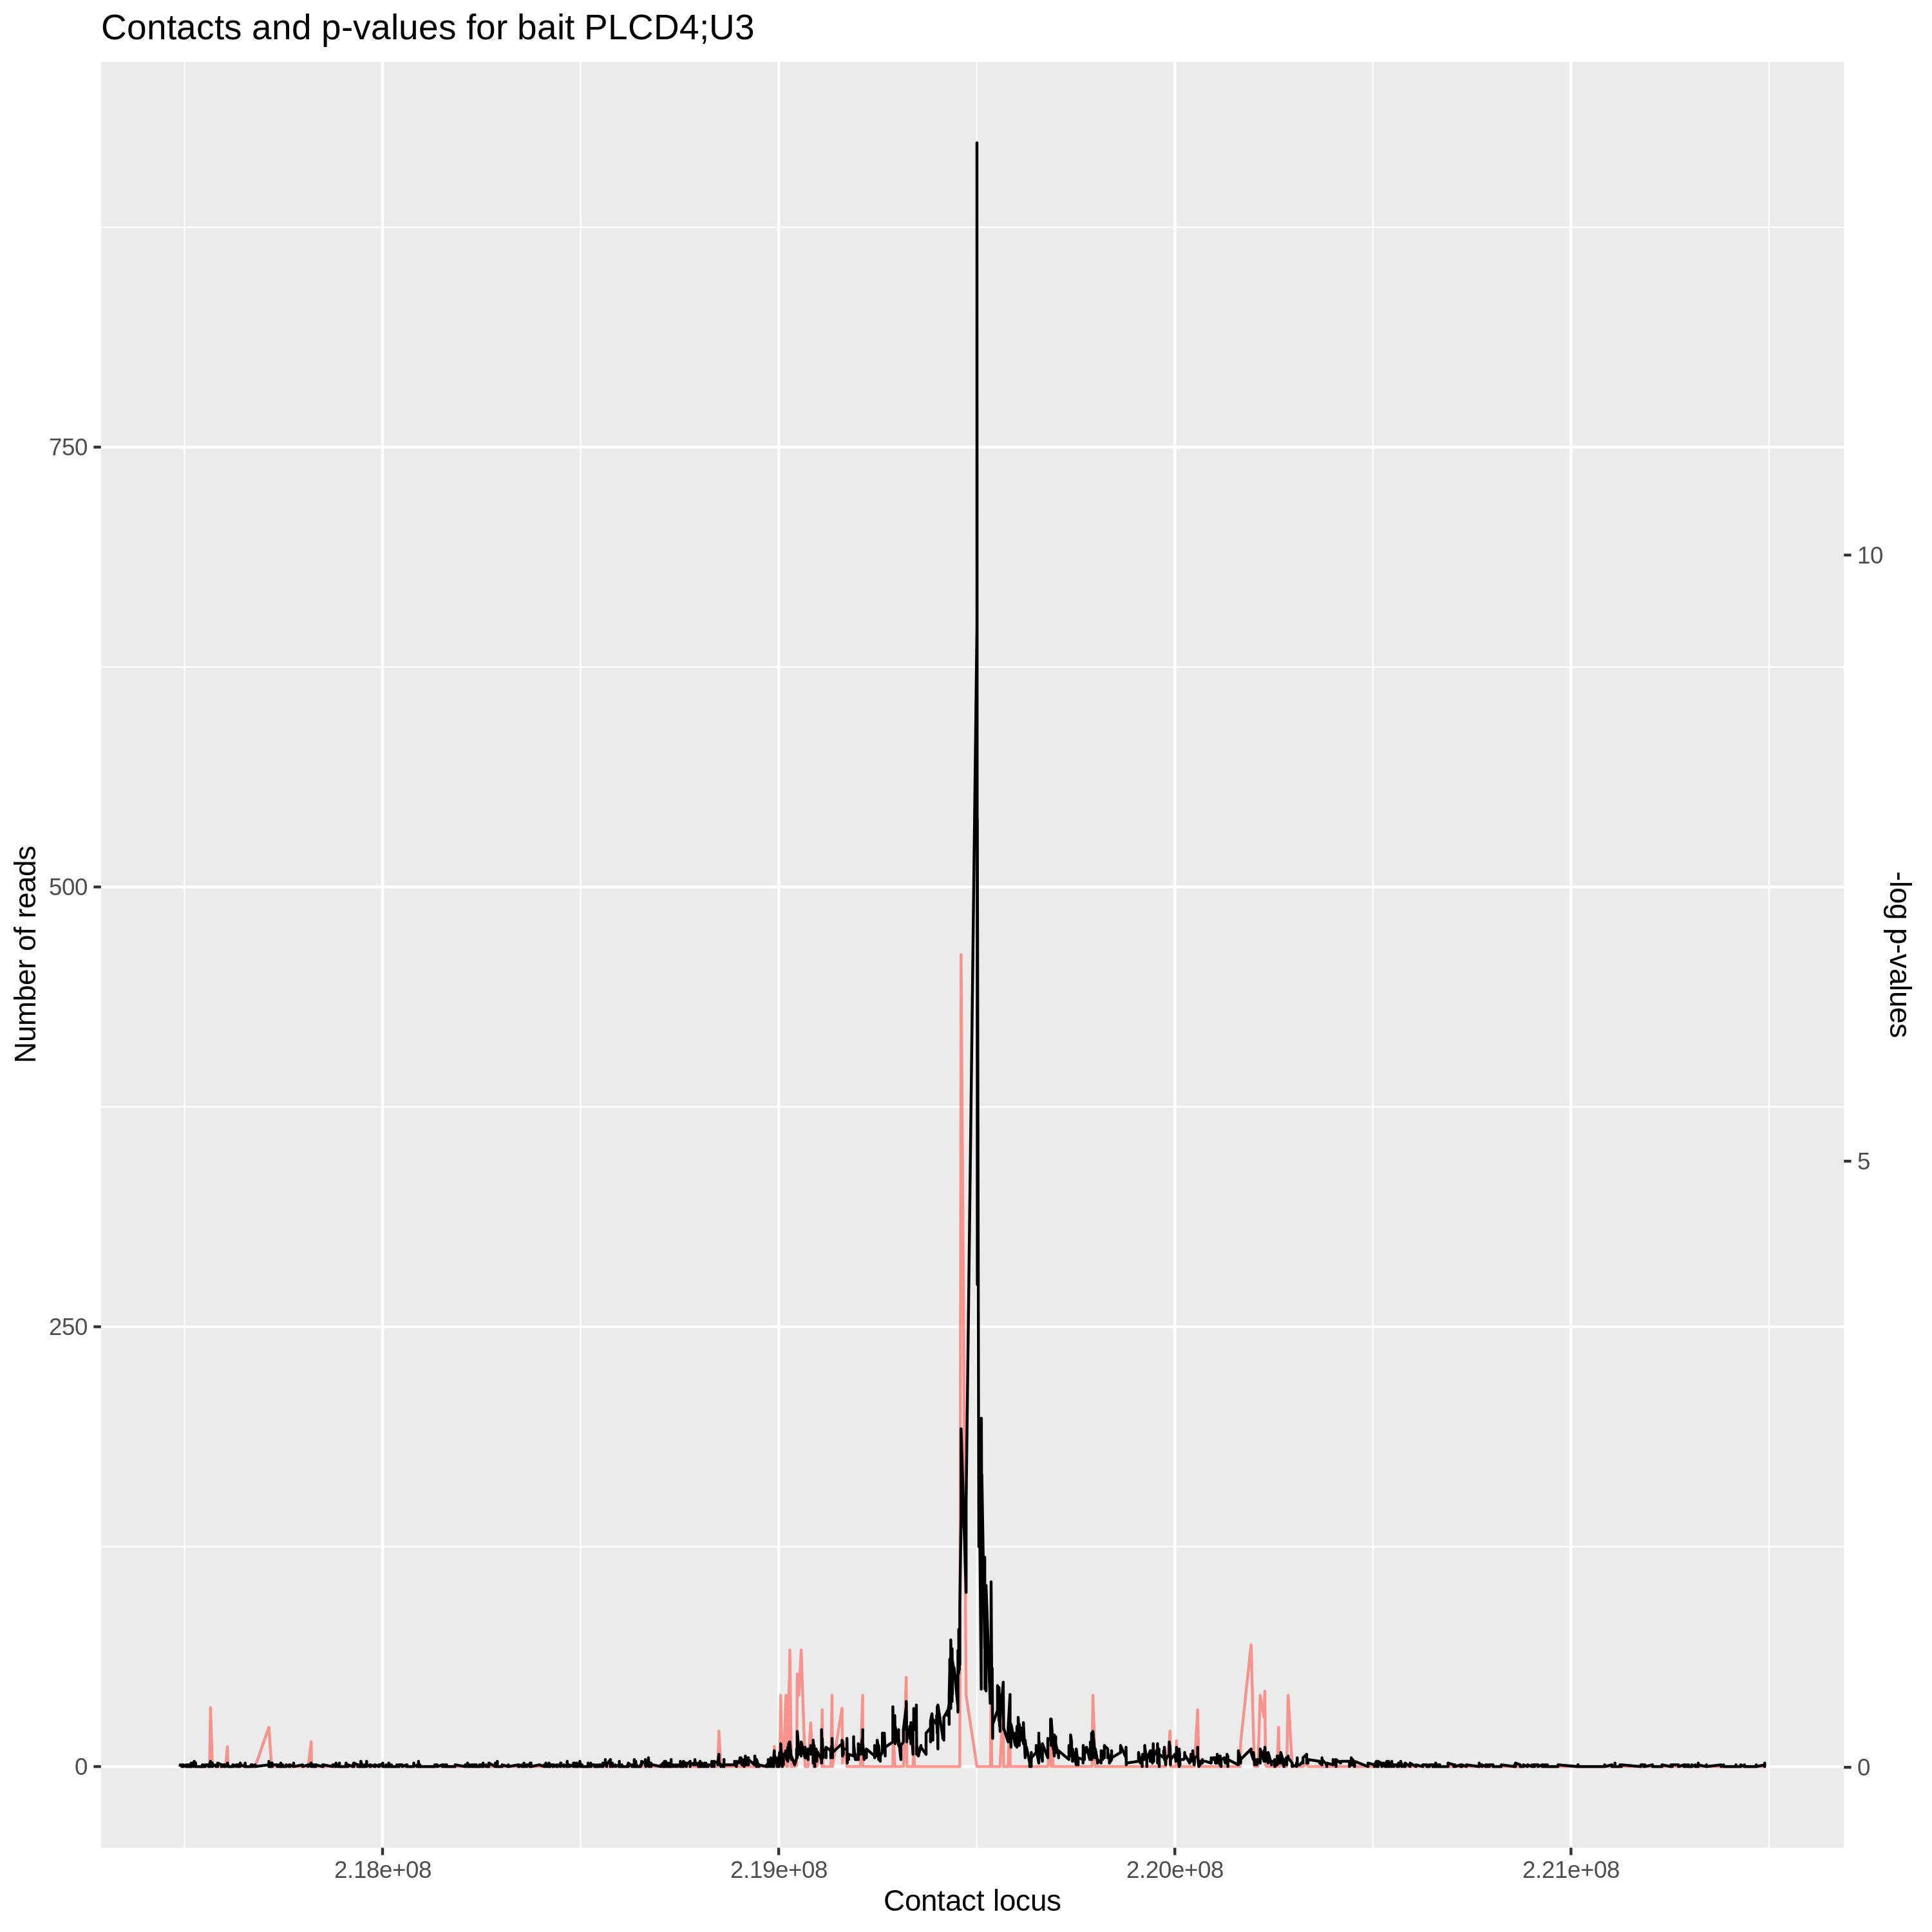 Contacts and p-values for bait PLCD4;U3
750
500
250
0
Number of reads
10
5
0
-log p-values
2.18e+08
2.19e+08
2.20e+08
2.21e+08
Contact locus